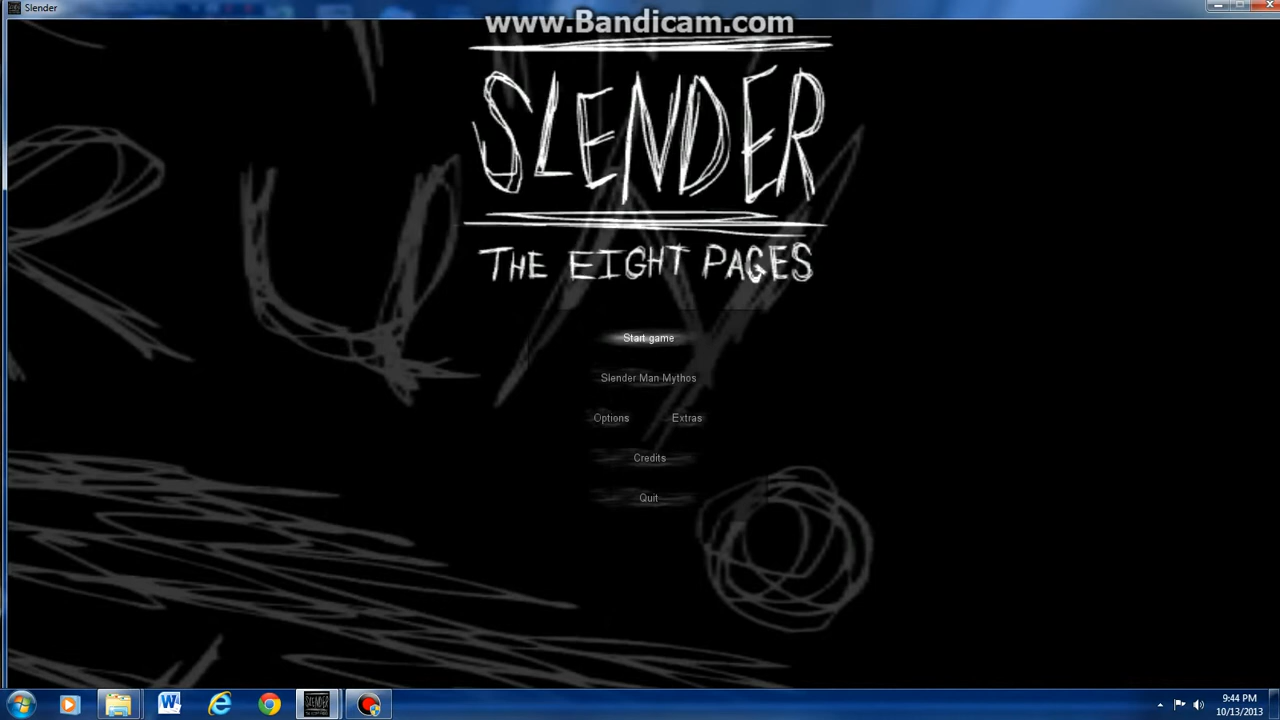 Slender
www.Bandicam.com
SLENDER
THE EIGHT PAGES
Start game
Slender Man Mythos
Options Extras
Credits
Quit
9:44 PM
10/13/2013